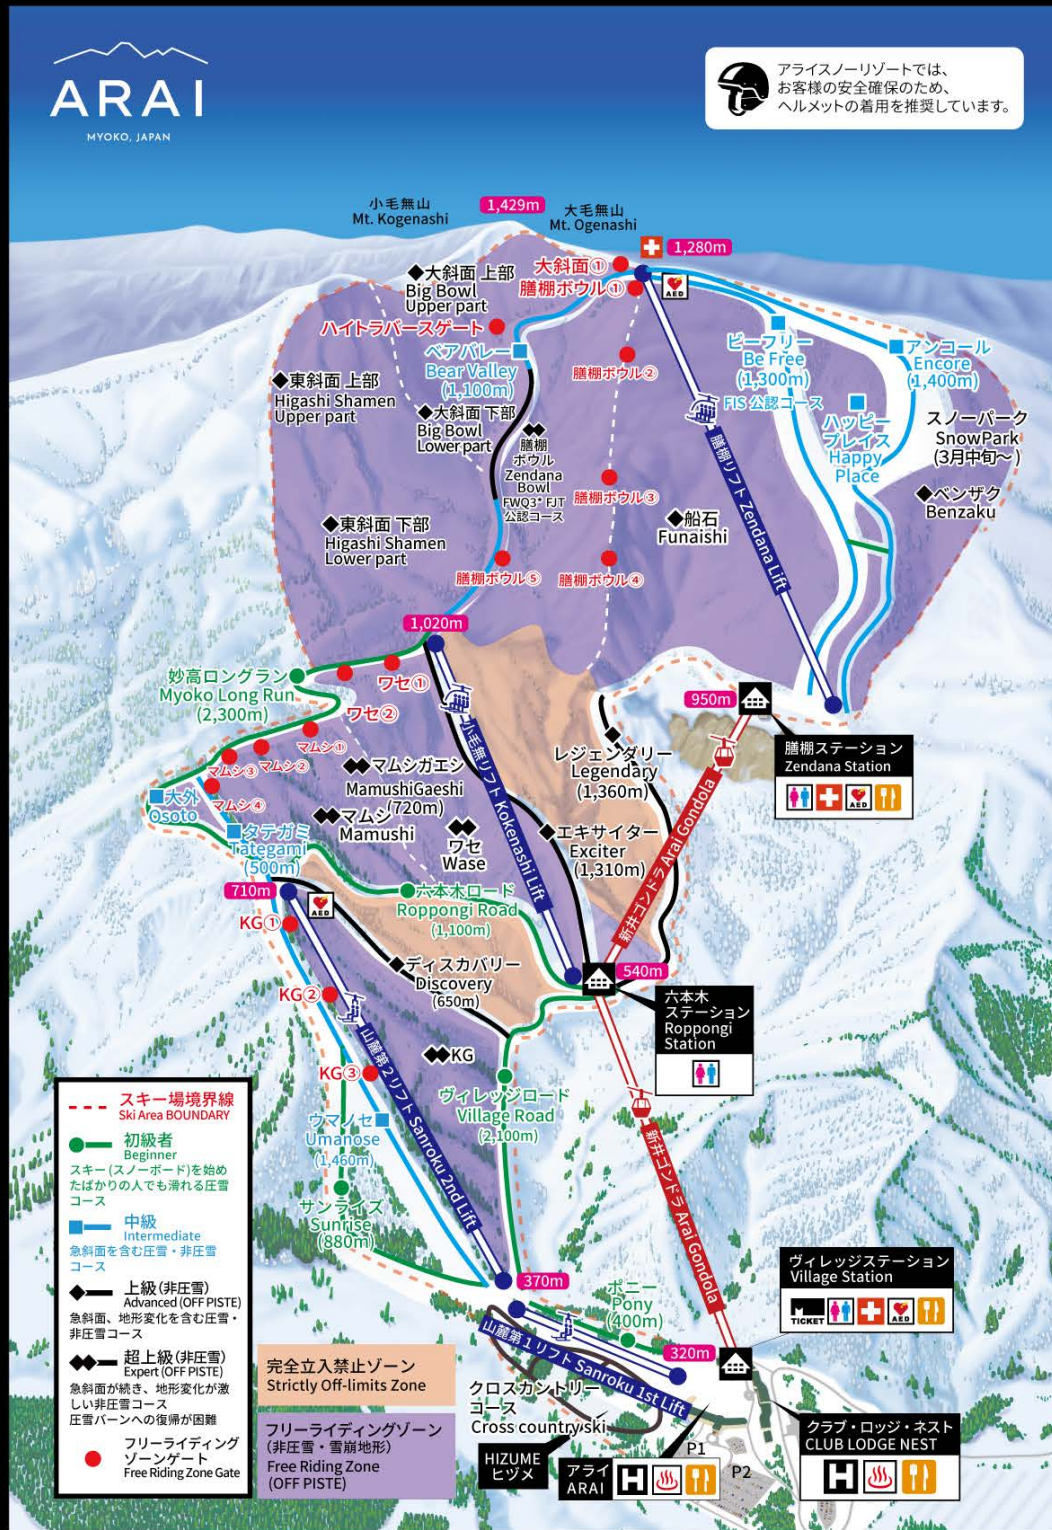 ARAI
MYOKO, JAPAN
アライスノーリゾートでは、
お客様の安全確保のため、
ヘルメットの着用を推奨しています。
小毛無山
Mt. Kogenashi
1,429m
大毛無山
Mt. Ogenashi
1,280m
大斜面①
膳棚ボウル①
AED
大斜面 上部
Big Bowl
Upper part
ハイトラバースゲート
ベアバレー
Bear Valley
(1,100m)
膳棚ボウル②
ビーフリー
Be Free
(1,300m)
FIS 公認コース
アンコール
Encore
(1,400m)
東斜面 上部
Higashi Shamen
Upper part
大斜面 下部
Big Bowl
Lower part
膳棚
ボウル
Zendana
Bowl
FWQ3* FJT
公認コース
膳棚リフト Zendana Lift
ハッピー
プレイス
Happy
Place
スノーパーク
SnowPark
(3月中旬～)
膳棚ボウル③
ベンザク
Benzaku
東斜面 下部
Higashi Shamen
Lower part
船石
Funaishi
膳棚ボウル⑤
膳棚ボウル④
1,020m
妙高ロングラン
Myoko Long Run
(2,300m)
ワセ①
ワセ②
950m
膳棚ステーション
Zendana Station
AED
マムシ①
マムシ②
マムシ③
マムシ④
小毛無リフト Kokenashi Lift
レジェンダリー
Legendary
(1,360m)
マムシガエシ
MamushiGaeshi
(720m)
大外
Osoto
マムシ
Mamushi
ワセ
Wase
エキサイター
Exciter
(1,310m)
新井ゴンドラ Arai Gondola
タテガミ
Tategami
(500m)
710m
AED
六本木ロード
Roppongi Road
(1,100m)
KG①
ディスカバリー
Discovery
(650m)
540m
六本木
ステーション
Roppongi
Station
KG②
山麓第2リフト Sanroku 2nd Lift
KG
KG③
ヴィレッジロード
Village Road
(2,100m)
ウマノセ
Umanose
(1,460m)
サンライズ
Sunrise
(880m)
新井ゴンドラ Arai Gondola
370m
ポニー
Pony
(400m)
ヴィレッジステーション
Village Station
TICKET
AED
320m
山麓第1リフト Sanroku 1st Lift
クロスカントリー
コース
Cross country ski
HIZUME
ヒヅメ
アライ
ARAI
H
P1
P2
クラブ・ロッジ・ネスト
CLUB LODGE NEST
H
スキー場境界線
Ski Area BOUNDARY
初級者
Beginner
スキー(スノーボード)を始め
たばかりの人でも滑れる圧雪
コース
中級
Intermediate
急斜面を含む圧雪・非圧雪
コース
上級(非圧雪)
Advanced (OFF PISTE)
急斜面、地形変化を含む圧雪・
非圧雪コース
超上級(非圧雪)
Expert (OFF PISTE)
急斜面が続き、地形変化が激
しい非圧雪コース
圧雪バーンへの復帰が困難
フリーライディング
ゾーンゲート
Free Riding Zone Gate
完全立入禁止ゾーン
Strictly Off-limits Zone
フリーライディングゾーン
(非圧雪・雪崩地形)
Free Riding Zone
(OFF PISTE)